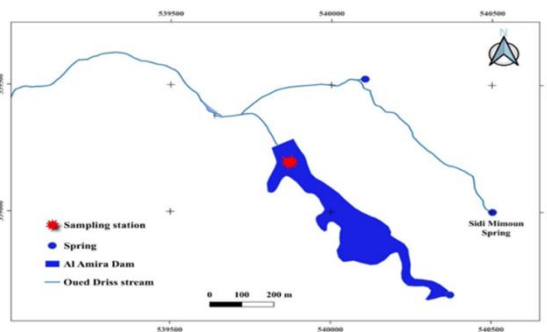 539500 540000 540500
N
Sidi Mimoun
Spring
Sampling station
Spring
Al Amira Dam
Oued Driss stream
0 100 200 m
539500 540000 540500